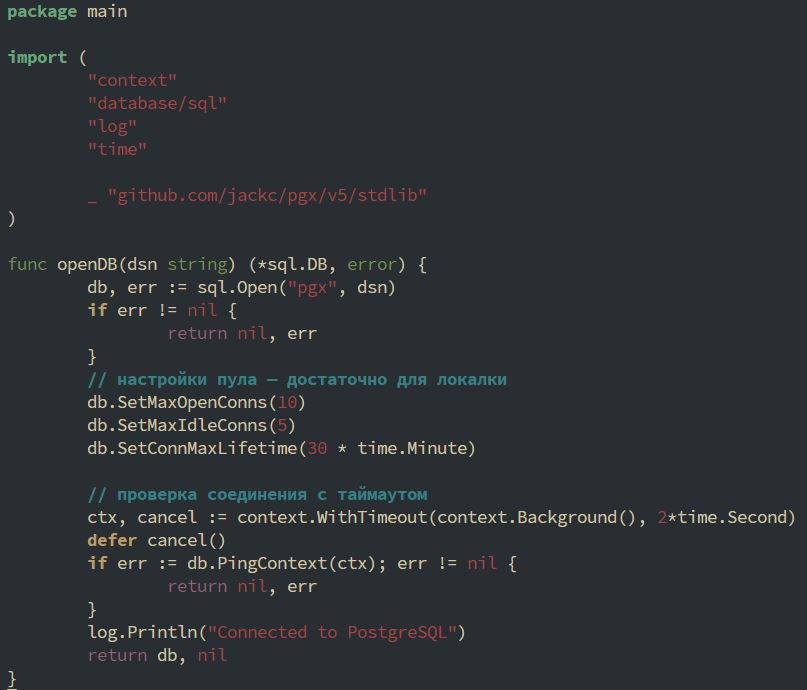 package main
import (
"context"
"database/sql"
"log"
"time"
_ "github.com/jackc/pgx/v5/stdlib"
)
func openDB(dsn string) (*sql.DB, error) {
db, err := sql.Open("pgx", dsn)
if err != nil {
return nil, err
}
// настройки пула — достаточно для локалки
db.SetMaxOpenConns(10)
db.SetMaxIdleConns(5)
db.SetConnMaxLifetime(30 * time.Minute)
// проверка соединения с таймаутом
ctx, cancel := context.WithTimeout(context.Background(), 2*time.Second)
defer cancel()
if err := db.PingContext(ctx); err != nil {
return nil, err
}
log.Println("Connected to PostgreSQL")
return db, nil
}